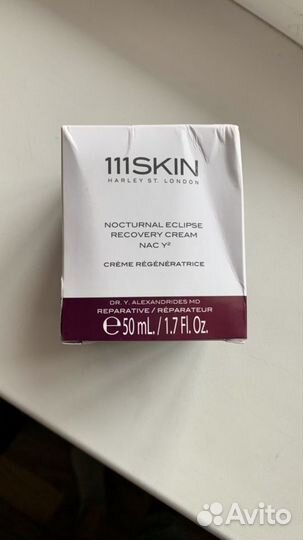 111SKIN
HARLEY ST. LONDON
NOCTURNAL ECLIPSE
RECOVERY CREAM
NAC Y²
CRÈME RÉGÉNÉRATRICE
DR. Y. ALEXANDRIDES MD
REPARATIVE / RÉPARATEUR
℮ 50 mL. / 1.7 Fl. Oz.
Avito